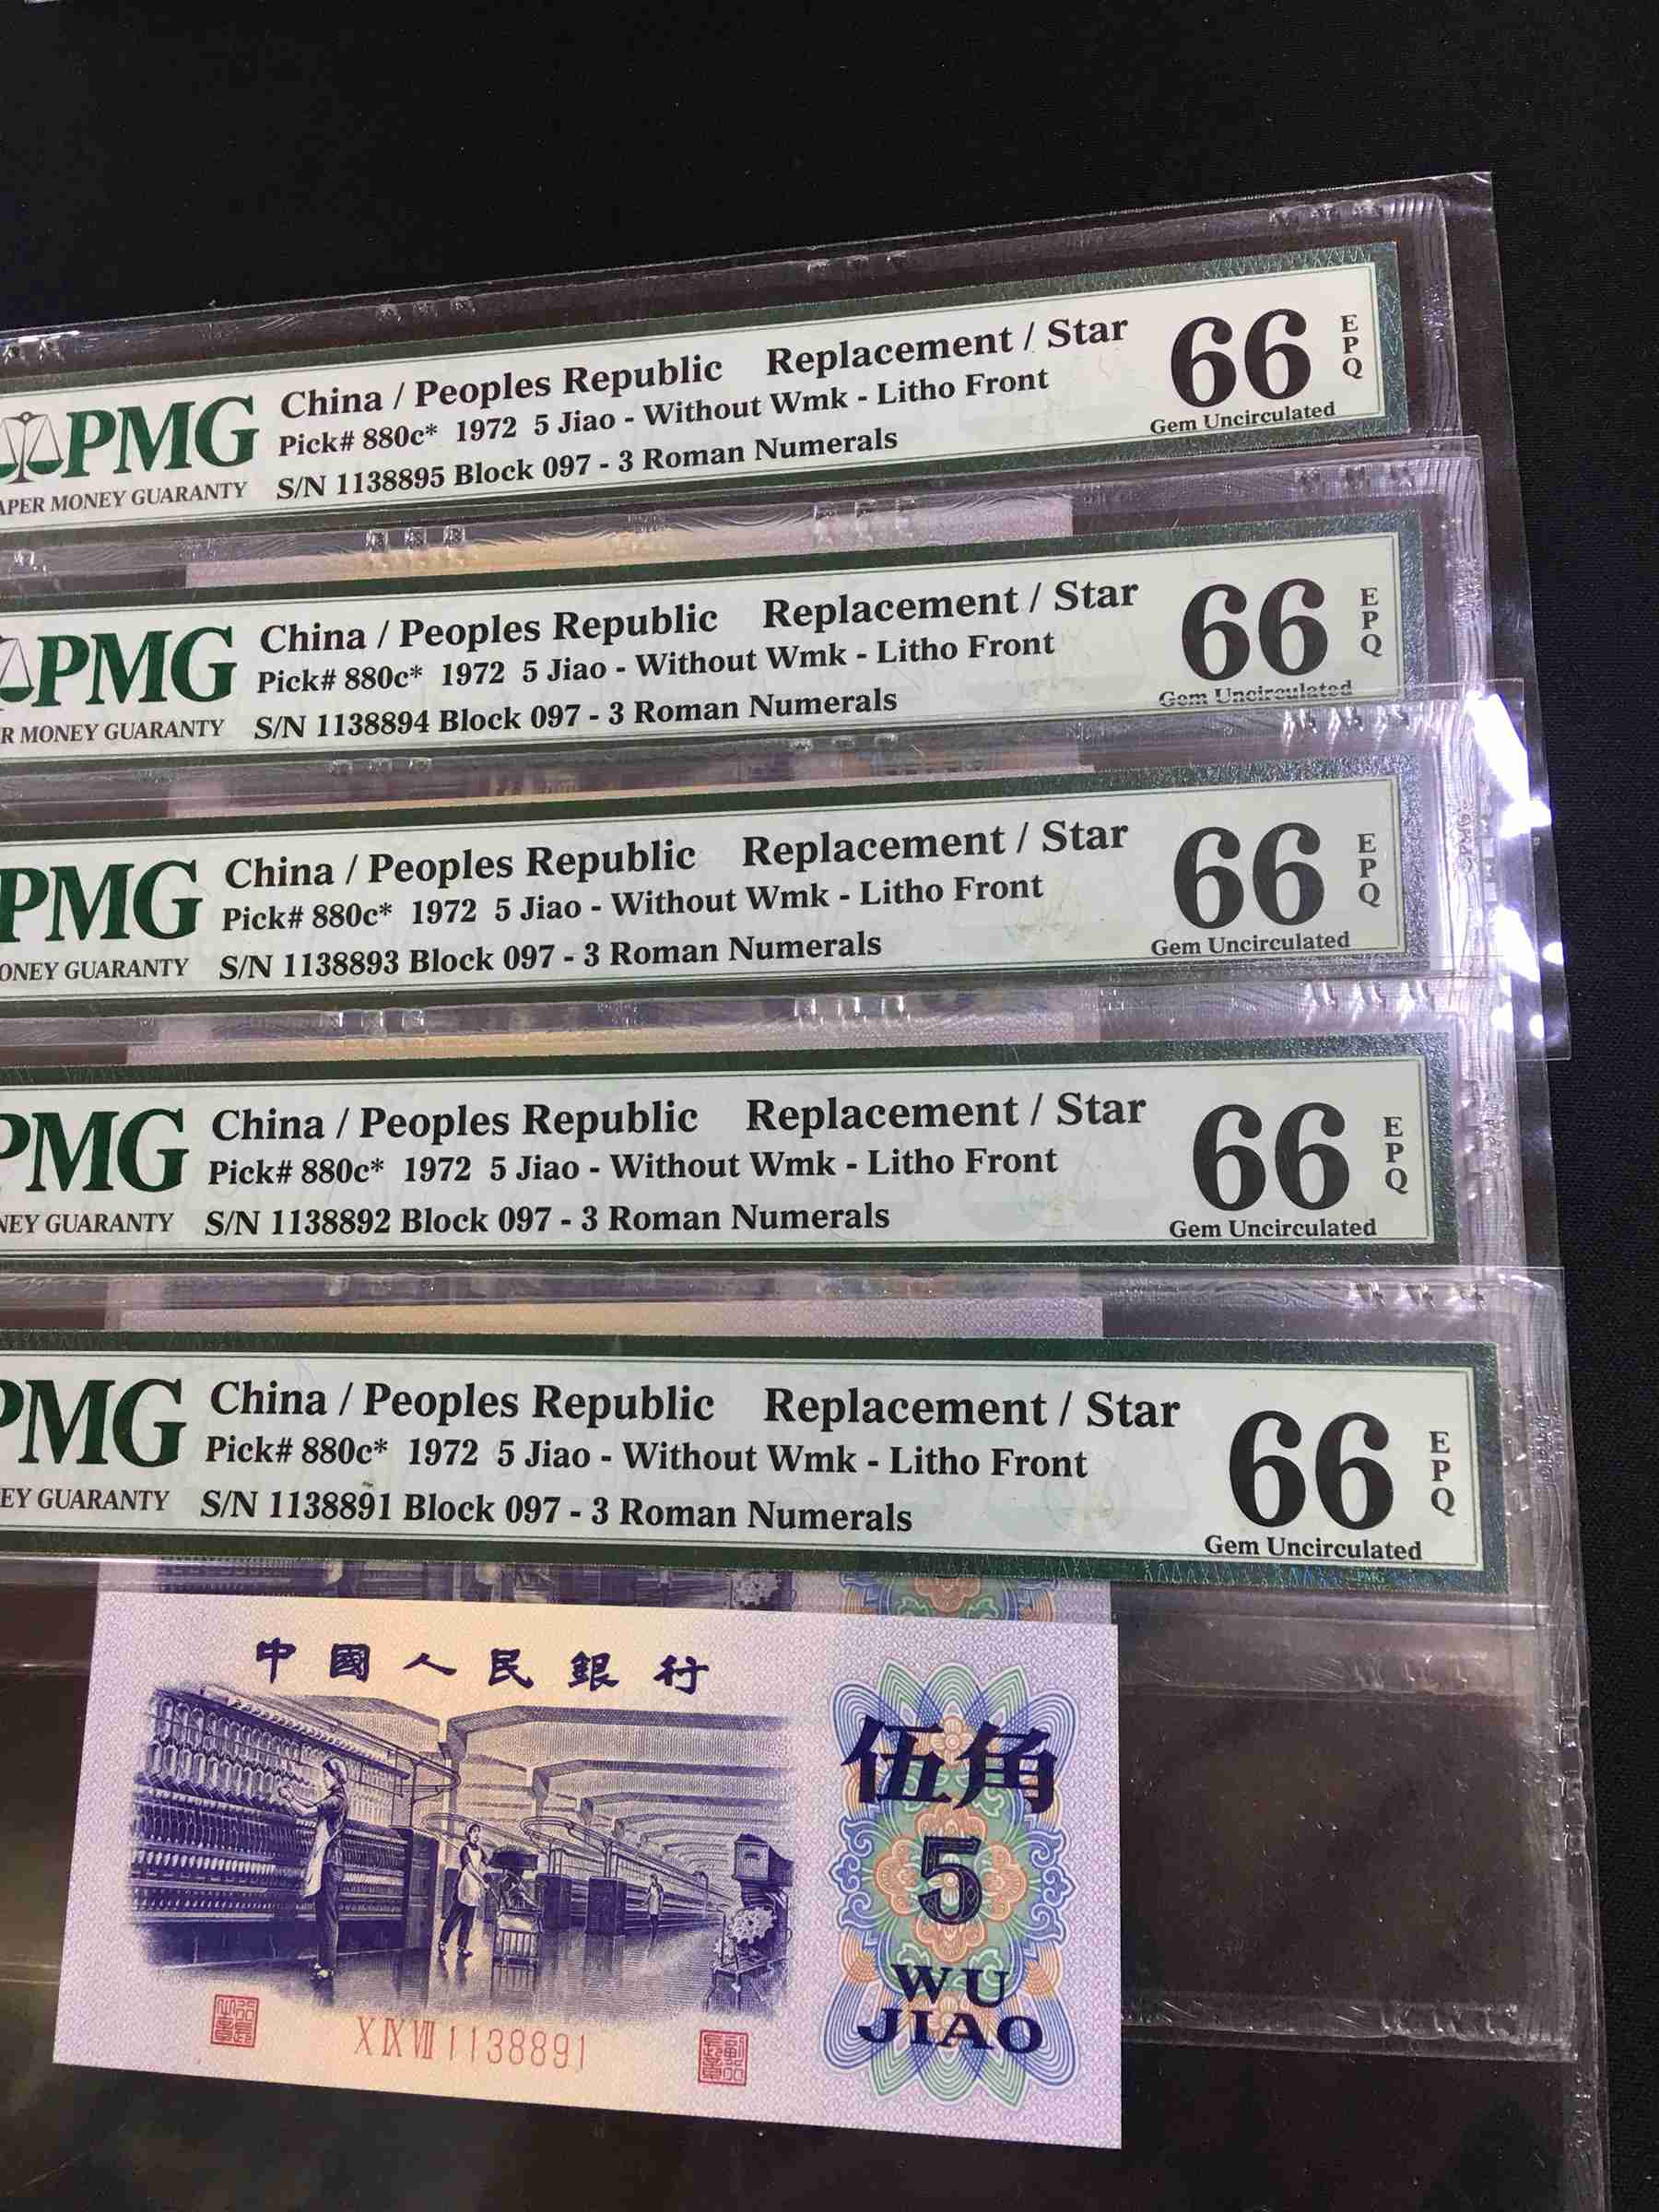 China / Peoples Republic Replacement / Star
66 EPQ
PMG
Pick# 880c* 1972 5 Jiao - Without Wmk - Litho Front
Gem Uncirculated
APER MONEY GUARANTY S/N 1138895 Block 097 - 3 Roman Numerals
China / Peoples Republic Replacement / Star
66 EPQ
PMG
Pick# 880c* 1972 5 Jiao - Without Wmk - Litho Front
Gem Uncirculated
R MONEY GUARANTY S/N 1138894 Block 097 - 3 Roman Numerals
China / Peoples Republic Replacement / Star
66 EPQ
PMG
Pick# 880c* 1972 5 Jiao - Without Wmk - Litho Front
Gem Uncirculated
ONEY GUARANTY S/N 1138893 Block 097 - 3 Roman Numerals
China / Peoples Republic Replacement / Star
66 EPQ
PMG
Pick# 880c* 1972 5 Jiao - Without Wmk - Litho Front
Gem Uncirculated
NEY GUARANTY S/N 1138892 Block 097 - 3 Roman Numerals
China / Peoples Republic Replacement / Star
66 EPQ
PMG
Pick# 880c* 1972 5 Jiao - Without Wmk - Litho Front
EY GUARANTY S/N 1138891 Block 097 - 3 Roman Numerals
Gem Uncirculated
中國人民銀行
伍角
5
WU
JIAO
X IX VII 1138891